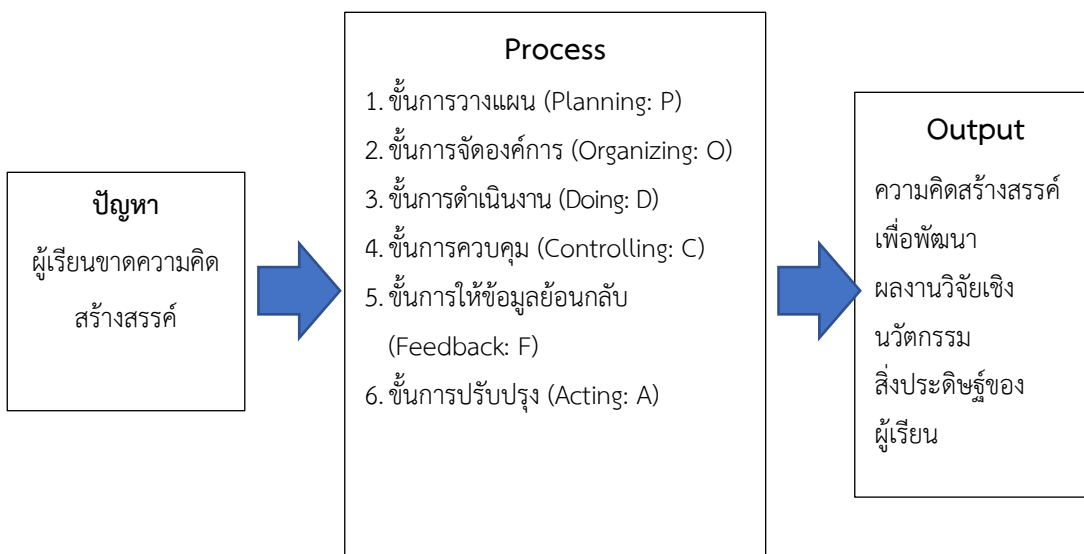 ปัญหา
ผู้เรียนขาดความคิด
สร้างสรรค์
Process
1. ขั้นการวางแผน (Planning: P)
2. ขั้นการจัดองค์การ (Organizing: O)
3. ขั้นการดำเนินงาน (Doing: D)
4. ขั้นการควบคุม (Controlling: C)
5. ขั้นการให้ข้อมูลย้อนกลับ
(Feedback: F)
6. ขั้นการปรับปรุง (Acting: A)
Output
ความคิดสร้างสรรค์
เพื่อพัฒนา
ผลงานวิจัยเชิง
นวัตกรรม
สิ่งประดิษฐ์ของ
ผู้เรียน